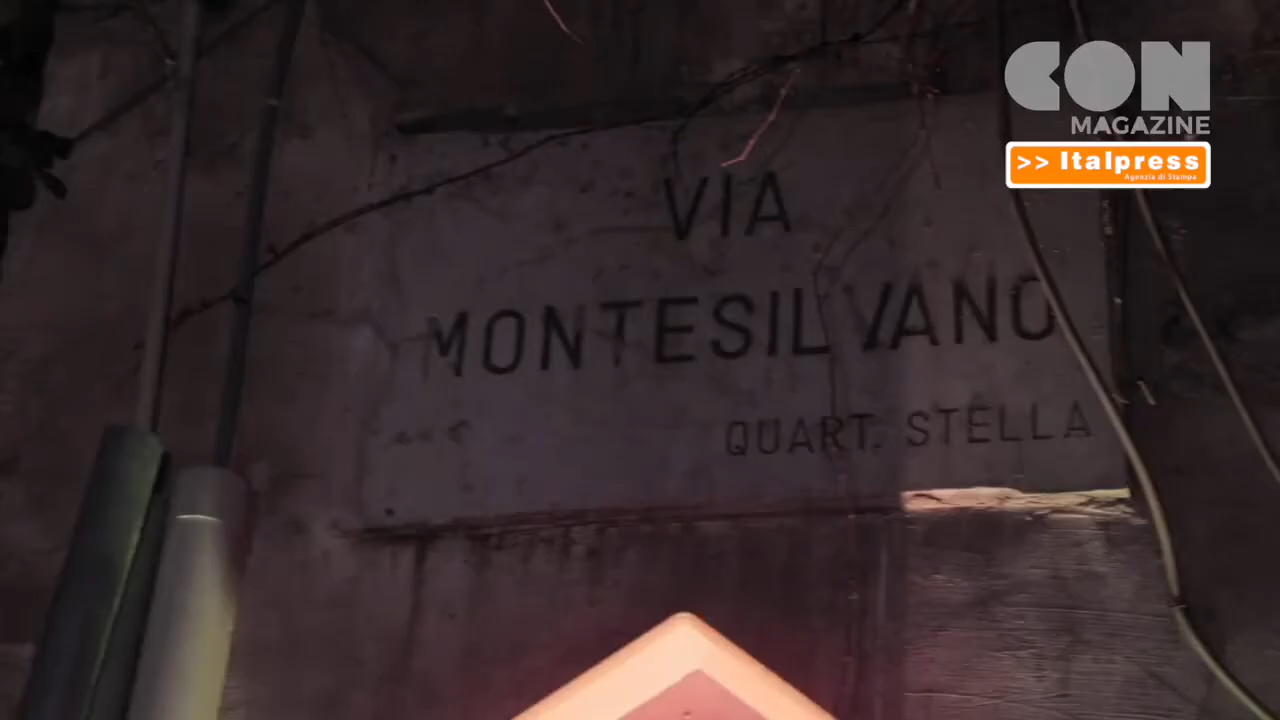 CON
MAGAZINE
>> Italpress
Agenzia di Stampa
VIA
MONTESILVANO
QUART. STELLA